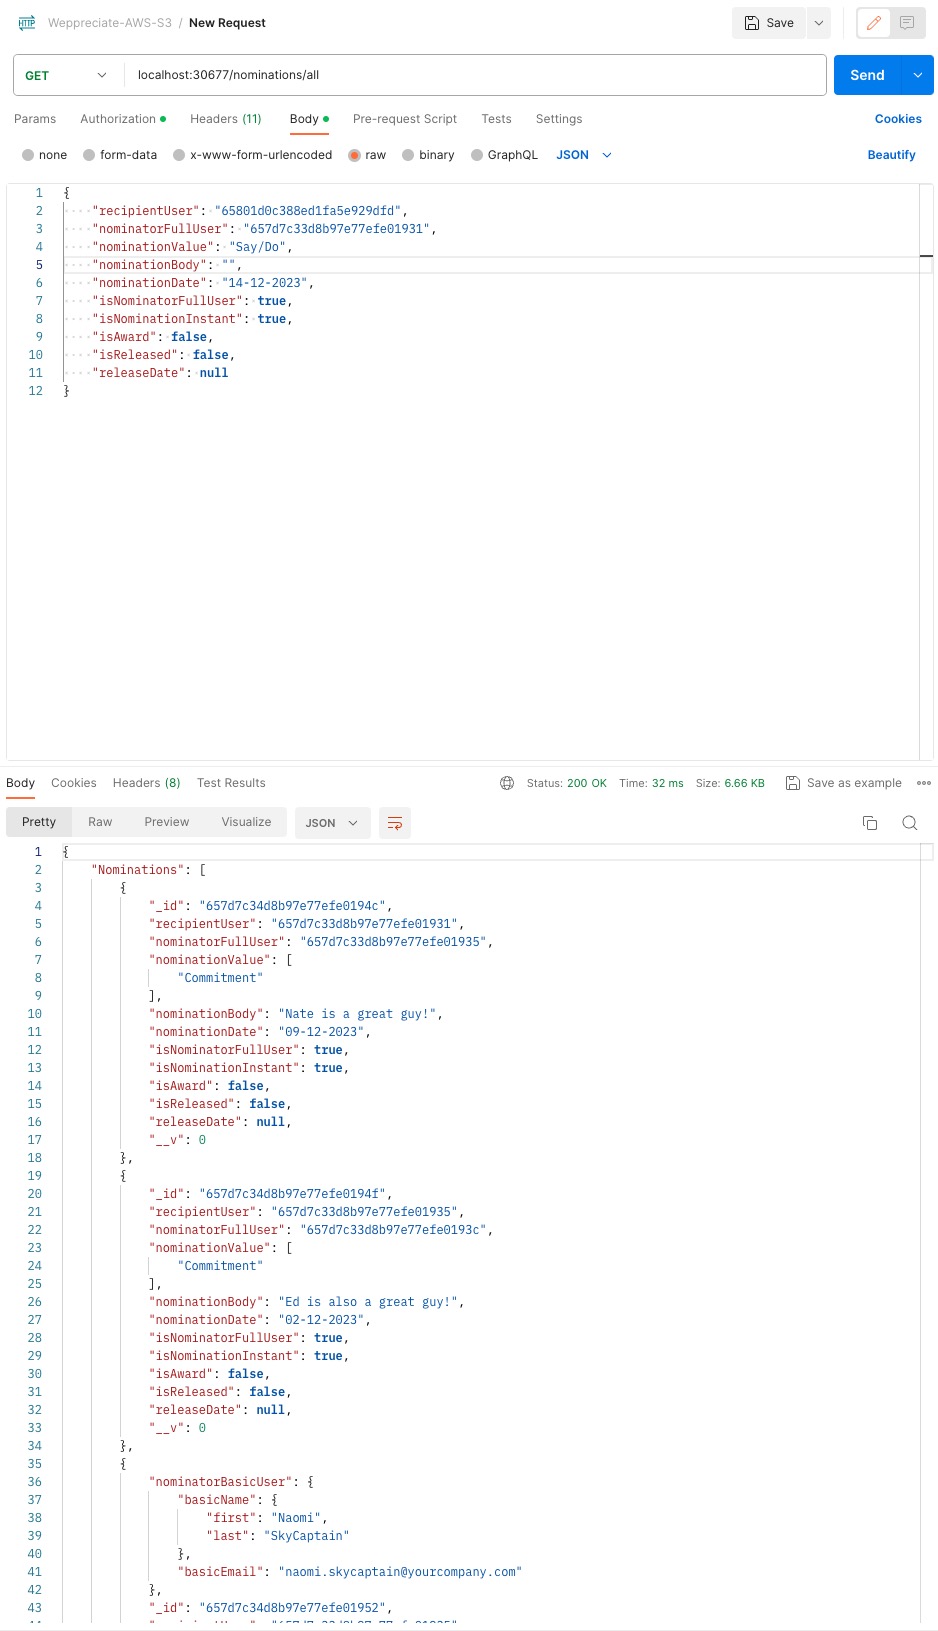 HTTP Weppreciate-AWS-S3 / New Request Save
GET localhost:30677/nominations/all Send
Params Authorization Headers (11) Body Pre-request Script Tests Settings Cookies
none form-data x-www-form-urlencoded raw binary GraphQL JSON Beautify
1 {
2 "recipientUser": "65801d0c388ed1fa5e929dfd",
3 "nominatorFullUser": "657d7c33d8b97e77efe01931",
4 "nominationValue": "Say/Do",
5 "nominationBody": "",
6 "nominationDate": "14-12-2023",
7 "isNominatorFullUser": true,
8 "isNominationInstant": true,
9 "isAward": false,
10 "isReleased": false,
11 "releaseDate": null
12 }
Body Cookies Headers (8) Test Results Status: 200 OK Time: 32 ms Size: 6.66 KB Save as example
Pretty Raw Preview Visualize JSON
1 {
2 "Nominations": [
3 {
4 "_id": "657d7c34d8b97e77efe0194c",
5 "recipientUser": "657d7c33d8b97e77efe01931",
6 "nominatorFullUser": "657d7c33d8b97e77efe01935",
7 "nominationValue": [
8 "Commitment"
9 ],
10 "nominationBody": "Nate is a great guy!",
11 "nominationDate": "09-12-2023",
12 "isNominatorFullUser": true,
13 "isNominationInstant": true,
14 "isAward": false,
15 "isReleased": false,
16 "releaseDate": null,
17 "__v": 0
18 },
19 {
20 "_id": "657d7c34d8b97e77efe0194f",
21 "recipientUser": "657d7c33d8b97e77efe01935",
22 "nominatorFullUser": "657d7c33d8b97e77efe0193c",
23 "nominationValue": [
24 "Commitment"
25 ],
26 "nominationBody": "Ed is also a great guy!",
27 "nominationDate": "02-12-2023",
28 "isNominatorFullUser": true,
29 "isNominationInstant": true,
30 "isAward": false,
31 "isReleased": false,
32 "releaseDate": null,
33 "__v": 0
34 },
35 {
36 "nominatorBasicUser": {
37 "basicName": {
38 "first": "Naomi",
39 "last": "SkyCaptain"
40 },
41 "basicEmail": "naomi.skycaptain@yourcompany.com"
42 },
43 "_id": "657d7c34d8b97e77efe01952",